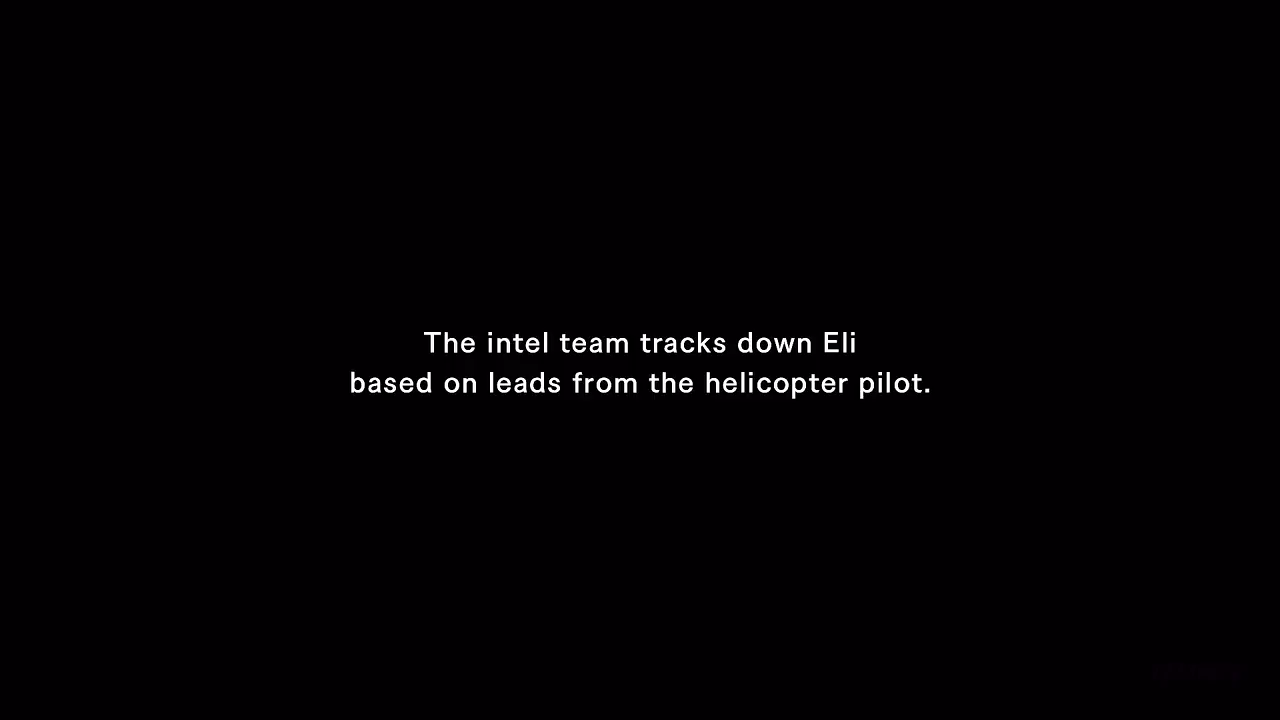 The intel team tracks down Eli
based on leads from the helicopter pilot.